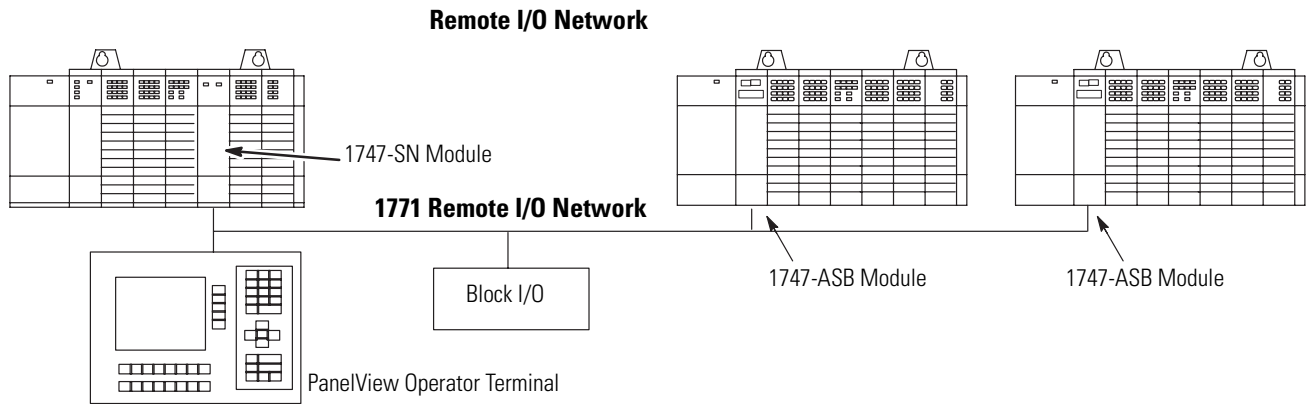 Remote I/O Network
1747-SN Module
1771 Remote I/O Network
1747-ASB Module
1747-ASB Module
Block I/O
PanelView Operator Terminal